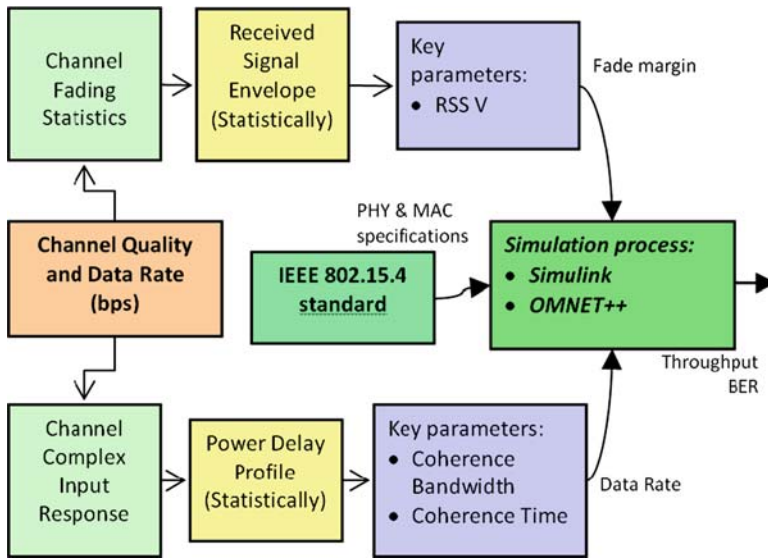 Channel
Fading
Statistics
Received
Signal
Envelope
(Statistically)
Key
parameters:
• RSS V
Fade margin
Channel Quality
and Data Rate
(bps)
PHY & MAC
specifications
IEEE 802.15.4
standard
Simulation process:
• Simulink
• OMNET++
Throughput
BER
Channel
Complex
Input
Response
Power Delay
Profile
(Statistically)
Key parameters:
• Coherence
Bandwidth
• Coherence Time
Data Rate